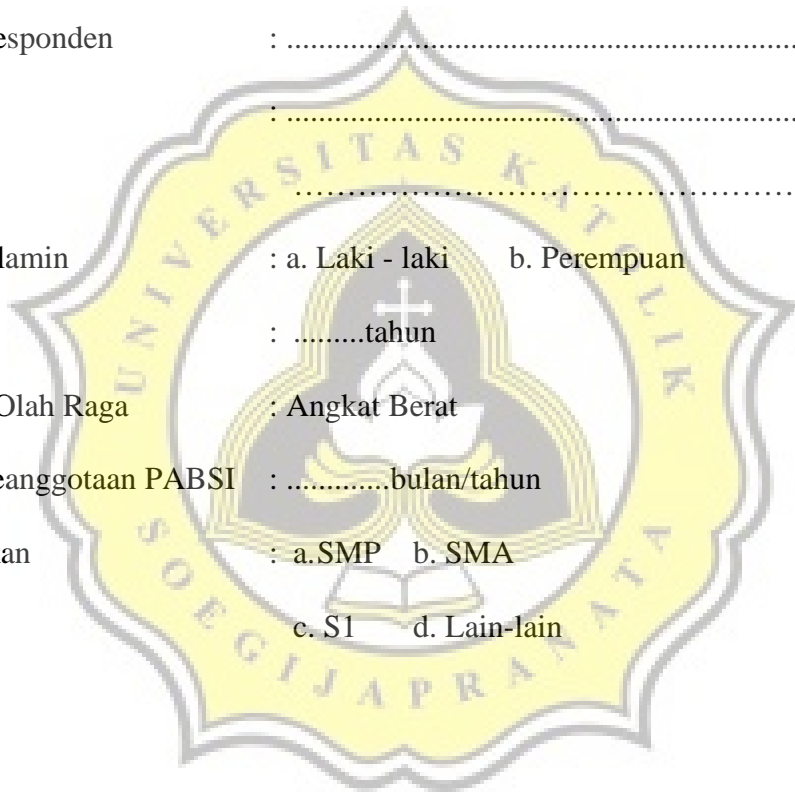 esponden : ................................................................
: ................................................................
................................................................
lamin : a. Laki - laki b. Perempuan
: .........tahun
Olah Raga : Angkat Berat
eanggotaan PABSI : .............bulan/tahun
an : a.SMP b. SMA
c. S1 d. Lain-lain
UNIVERSITAS KATOLIK
SOEGIJAPRANATA